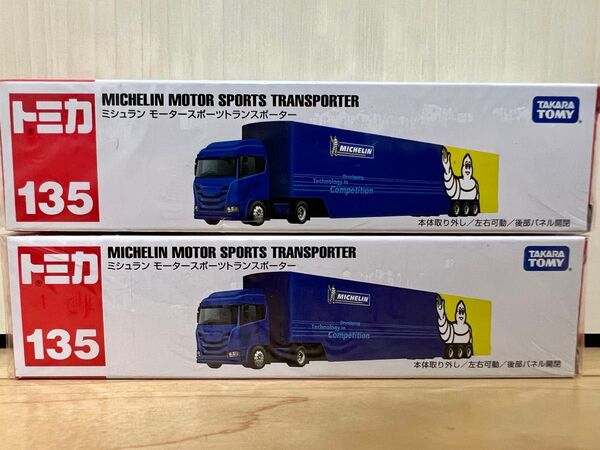 トミカ
135
MICHELIN MOTOR SPORTS TRANSPORTER
ミシュラン モータースポーツトランスポーター
TAKARA TOMY
MICHELIN
Developing
Technology in
Competition
本体取り外し／左右可動／後部パネル開閉
トミカ
135
MICHELIN MOTOR SPORTS TRANSPORTER
ミシュラン モータースポーツトランスポーター
TAKARA TOMY
MICHELIN
Developing
Technology in
Competition
本体取り外し／左右可動／後部パネル開閉